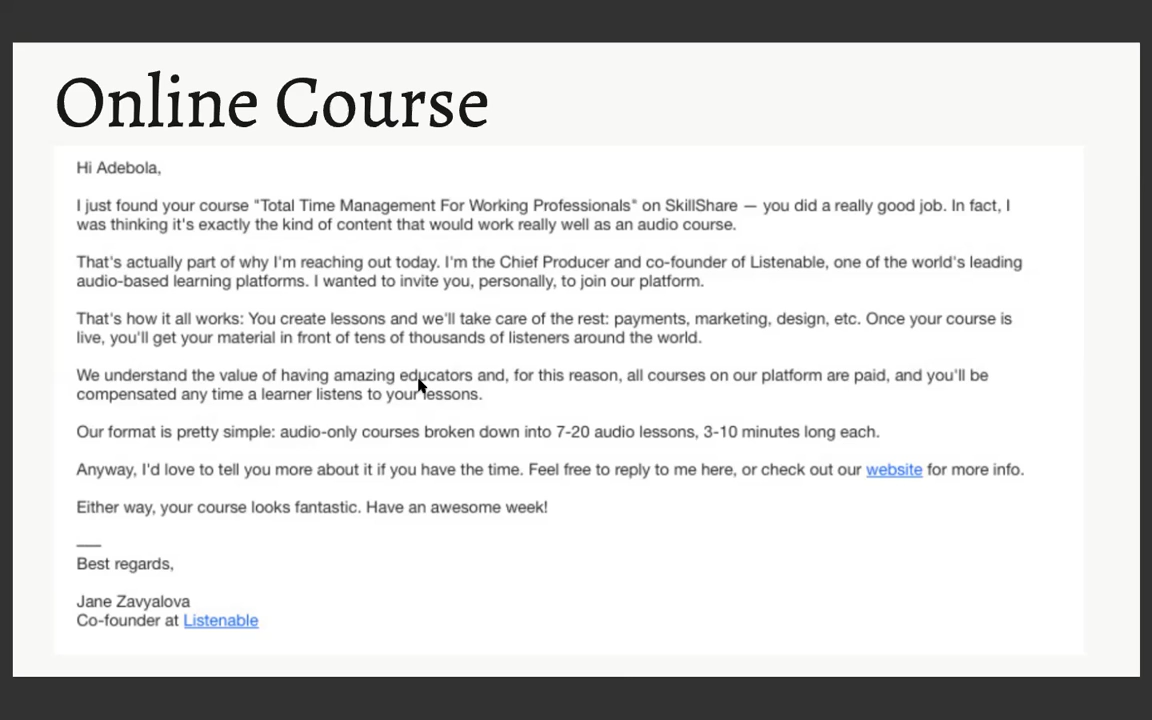 Online Course
Hi Adebola,
I just found your course "Total Time Management For Working Professionals" on SkillShare — you did a really good job. In fact, I
was thinking it's exactly the kind of content that would work really well as an audio course.
That's actually part of why I'm reaching out today. I'm the Chief Producer and co-founder of Listenable, one of the world's leading
audio-based learning platforms. I wanted to invite you, personally, to join our platform.
That's how it all works: You create lessons and we'll take care of the rest: payments, marketing, design, etc. Once your course is
live, you'll get your material in front of tens of thousands of listeners around the world.
We understand the value of having amazing educators and, for this reason, all courses on our platform are paid, and you'll be
compensated any time a learner listens to your lessons.
Our format is pretty simple: audio-only courses broken down into 7-20 audio lessons, 3-10 minutes long each.
Anyway, I'd love to tell you more about it if you have the time. Feel free to reply to me here, or check out our website for more info.
Either way, your course looks fantastic. Have an awesome week!
Best regards,
Jane Zavyalova
Co-founder at Listenable